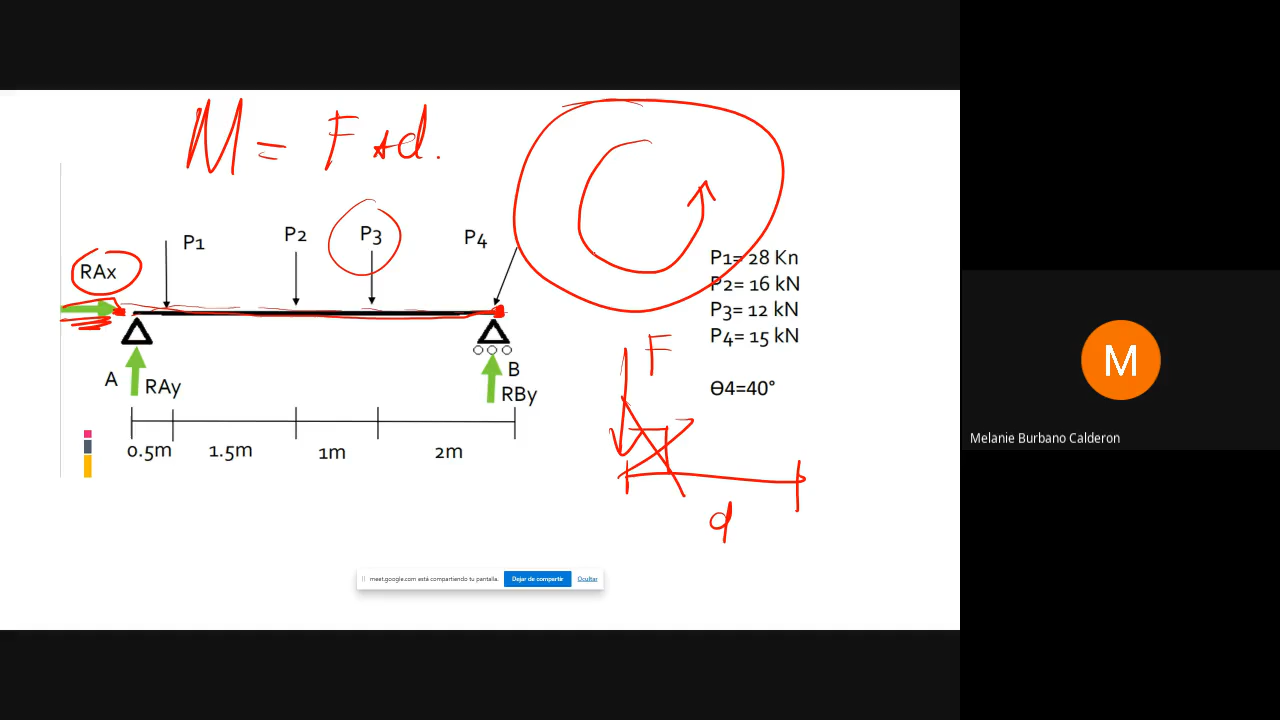 M = F * d.
RAx
P1
P2
P3
P4
P1= 28 Kn
P2= 16 kN
P3= 12 kN
P4= 15 kN
Ө4=40°
F
A
RAy
B
RBy
0.5m
1.5m
1m
2m
d
meet.google.com está compartiendo tu pantalla.
Dejar de compartir
Ocultar
M
Melanie Burbano Calderon